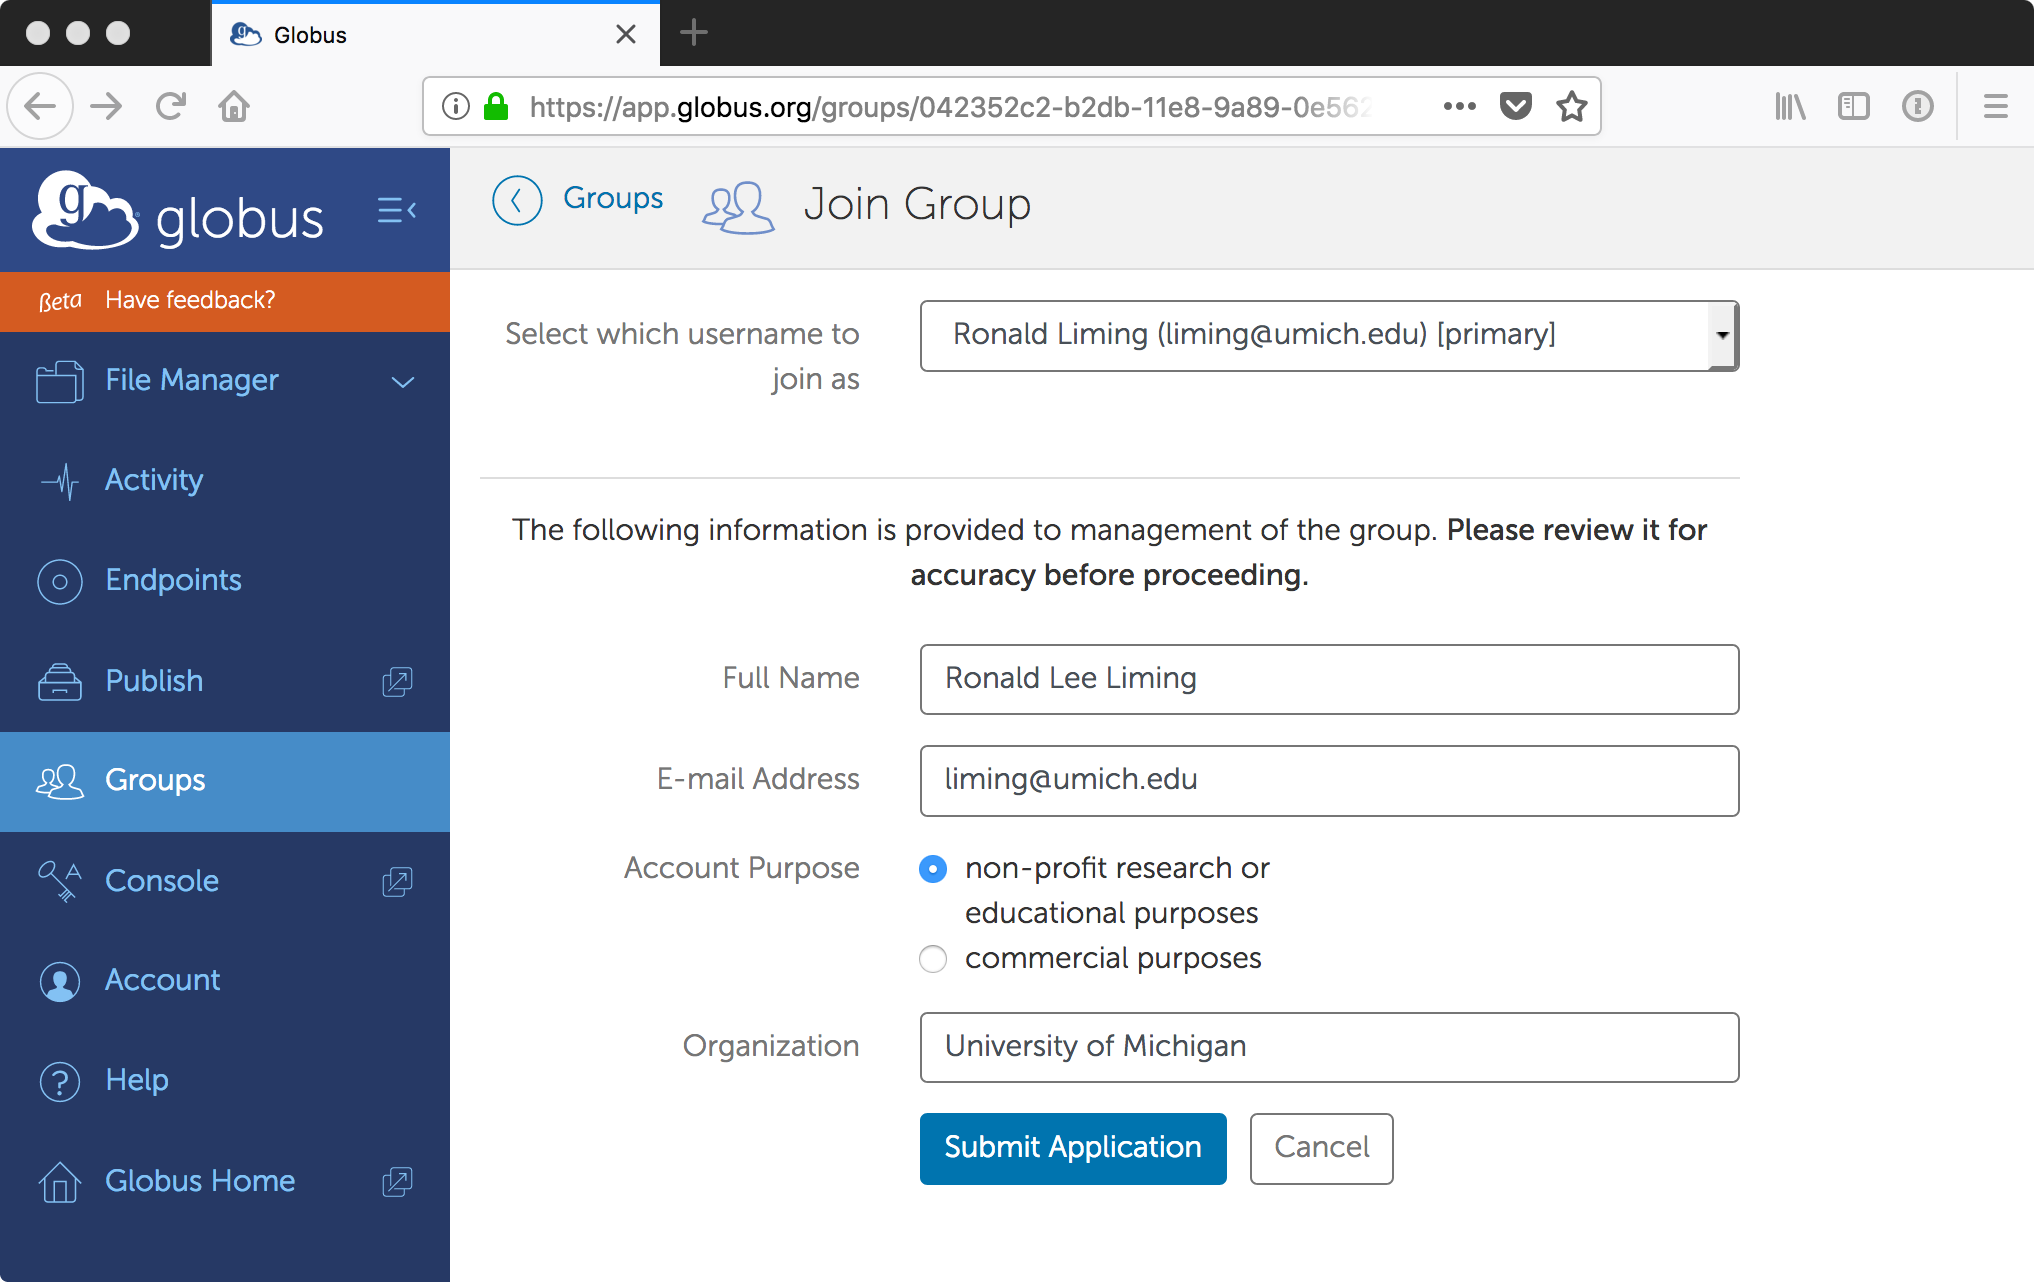 Globus
https://app.globus.org/groups/042352c2-b2db-11e8-9a89-0e562
globus
Groups
Join Group
Beta Have feedback?
File Manager
Activity
Endpoints
Publish
Groups
Console
Account
Help
Globus Home
Select which username to
join as
Ronald Liming (liming@umich.edu) [primary]
The following information is provided to management of the group. Please review it for
accuracy before proceeding.
Full Name
Ronald Lee Liming
E-mail Address
liming@umich.edu
Account Purpose
non-profit research or
educational purposes
commercial purposes
Organization
University of Michigan
Submit Application
Cancel